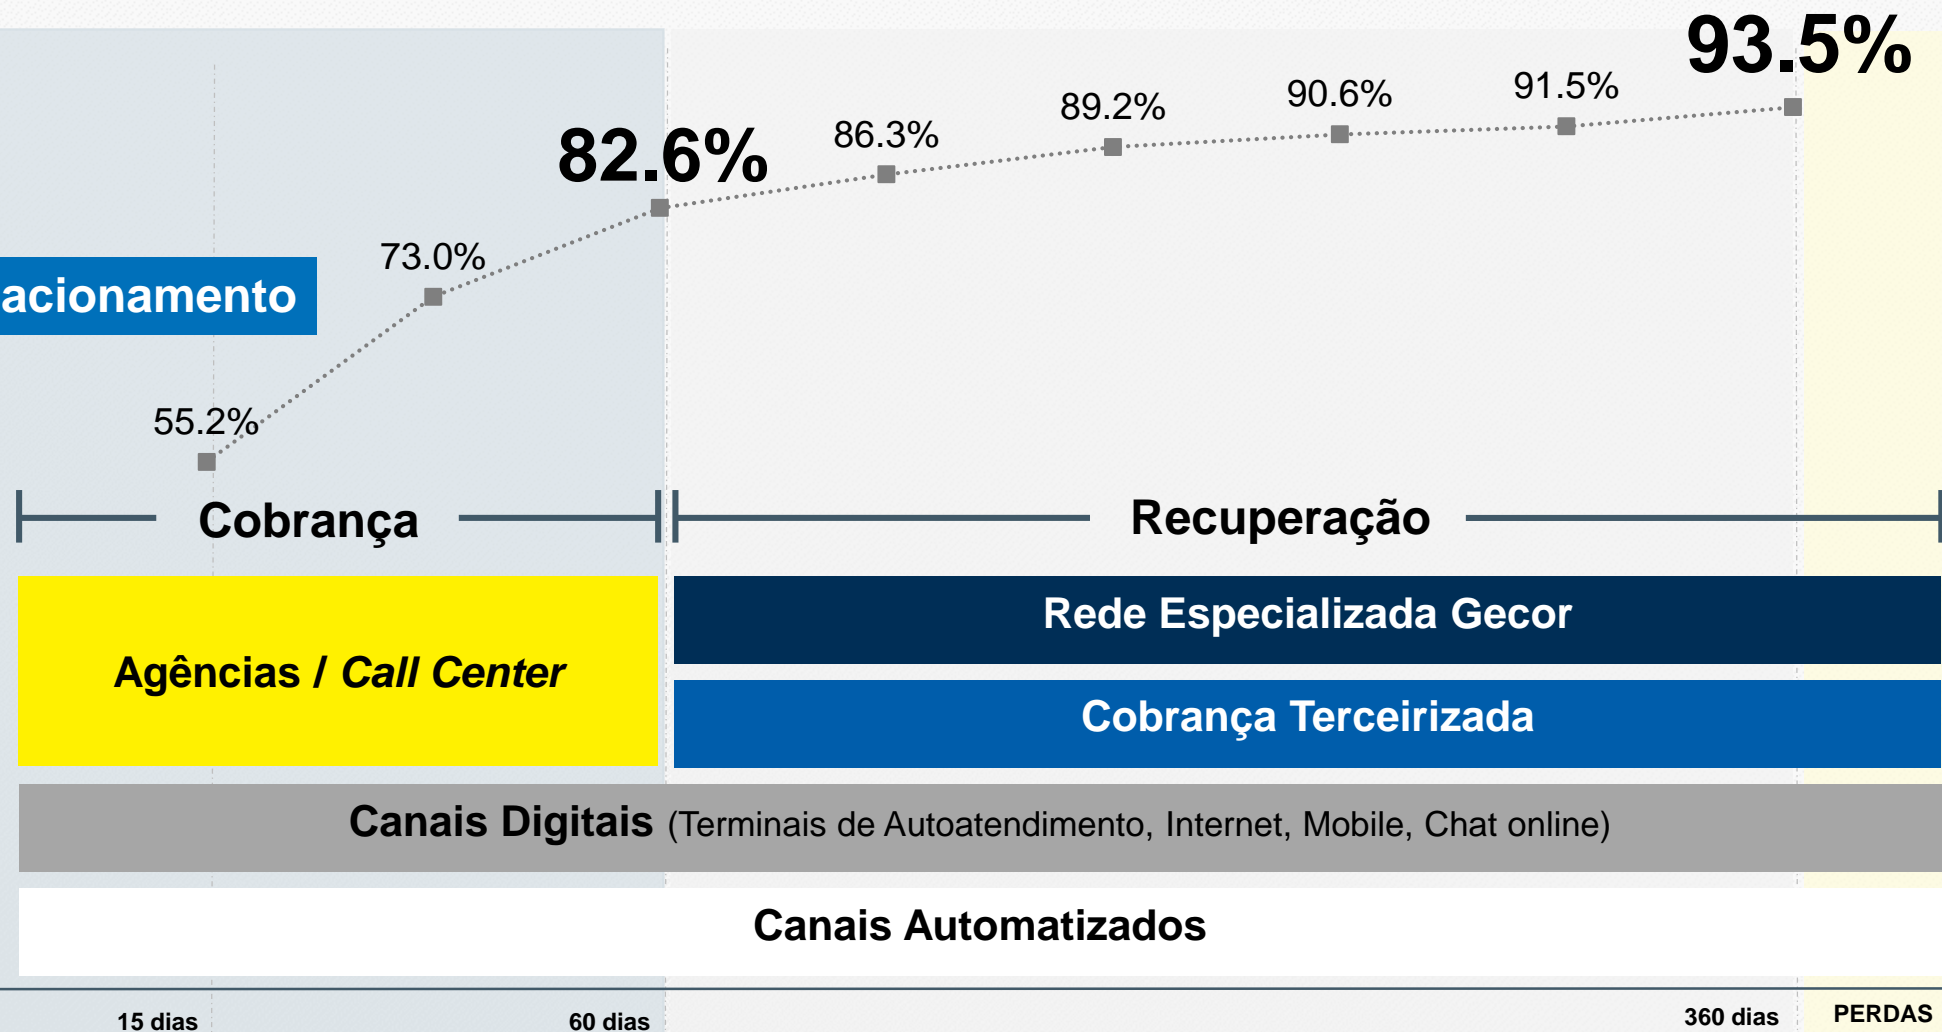 93.5%
91.5%
90.6%
89.2%
86.3%
82.6%
73.0%
acionamento
55.2%
Cobrança
Recuperação
Agências / Call Center
Rede Especializada Gecor
Cobrança Terceirizada
Canais Digitais (Terminais de Autoatendimento, Internet, Mobile, Chat online)
Canais Automatizados
15 dias
60 dias
360 dias
PERDAS